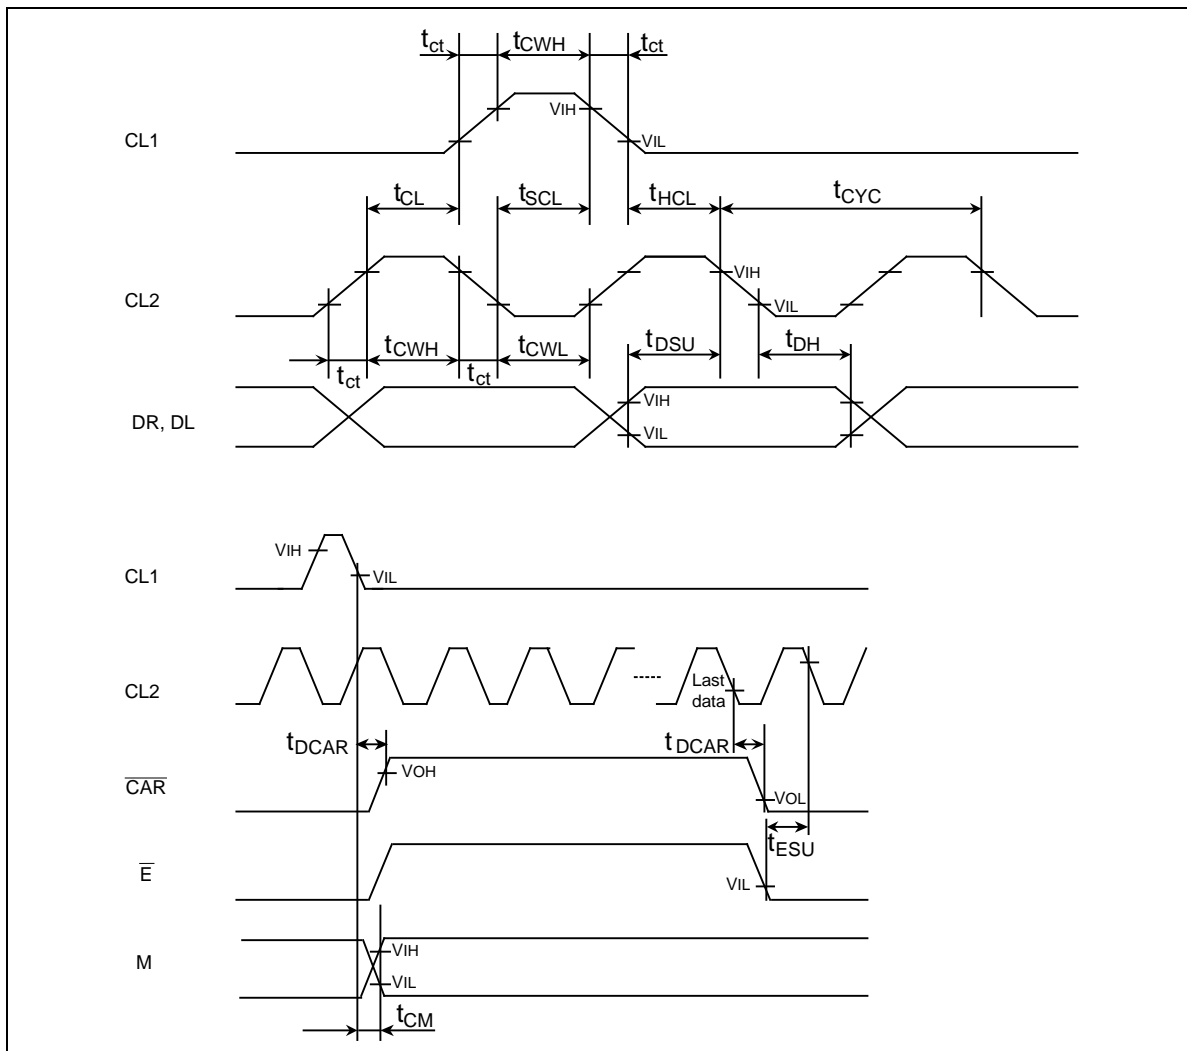 tct tCWH tct
CL1 VIH VIL
tCL tSCL tHCL tCYC
CL2 VIH VIL
tct tCWH tct tCWL tDSU tDH
DR, DL VIH VIL
CL1 VIH VIL
CL2 Last data
tDCAR tDCAR
CAR VOH VOL
tESU
E VIL
M VIH VIL
tCM